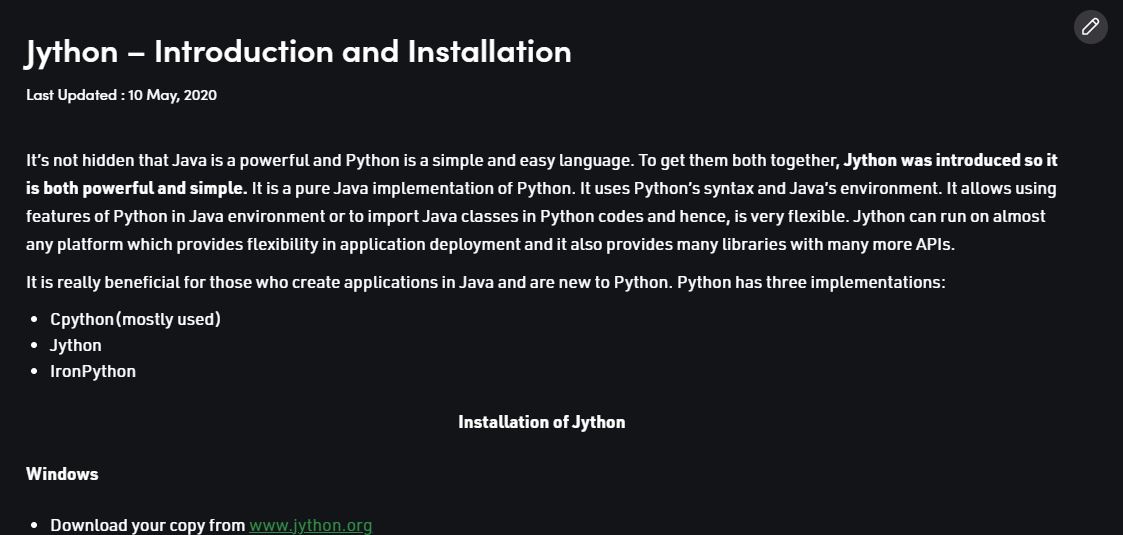 Jython – Introduction and Installation
Last Updated : 10 May, 2020
It's not hidden that Java is a powerful and Python is a simple and easy language. To get them both together, Jython was introduced so it
is both powerful and simple. It is a pure Java implementation of Python. It uses Python's syntax and Java's environment. It allows using
features of Python in Java environment or to import Java classes in Python codes and hence, is very flexible. Jython can run on almost
any platform which provides flexibility in application deployment and it also provides many libraries with many more APIs.
It is really beneficial for those who create applications in Java and are new to Python. Python has three implementations:
• Cpython(mostly used)
• Jython
• IronPython
Installation of Jython
Windows
• Download your copy from www.jython.org